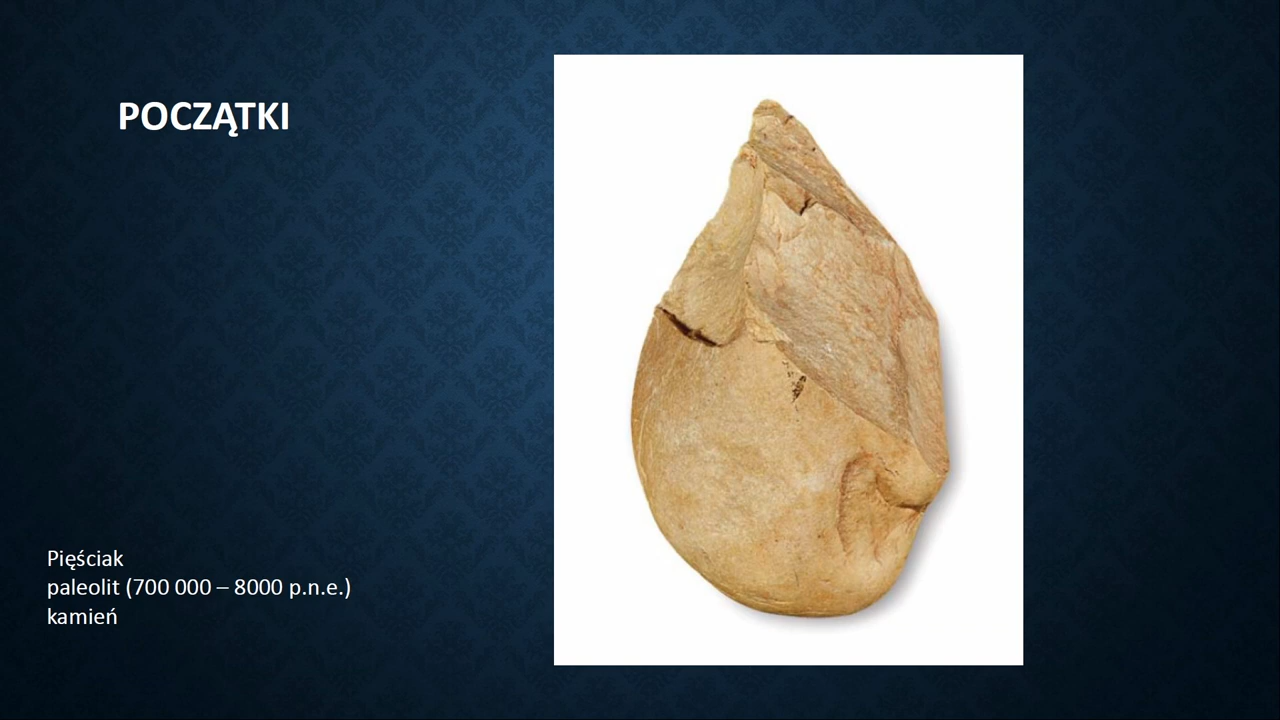 POCZĄTKI
Pięściak
paleolit (700 000 – 8000 p.n.e.)
kamień